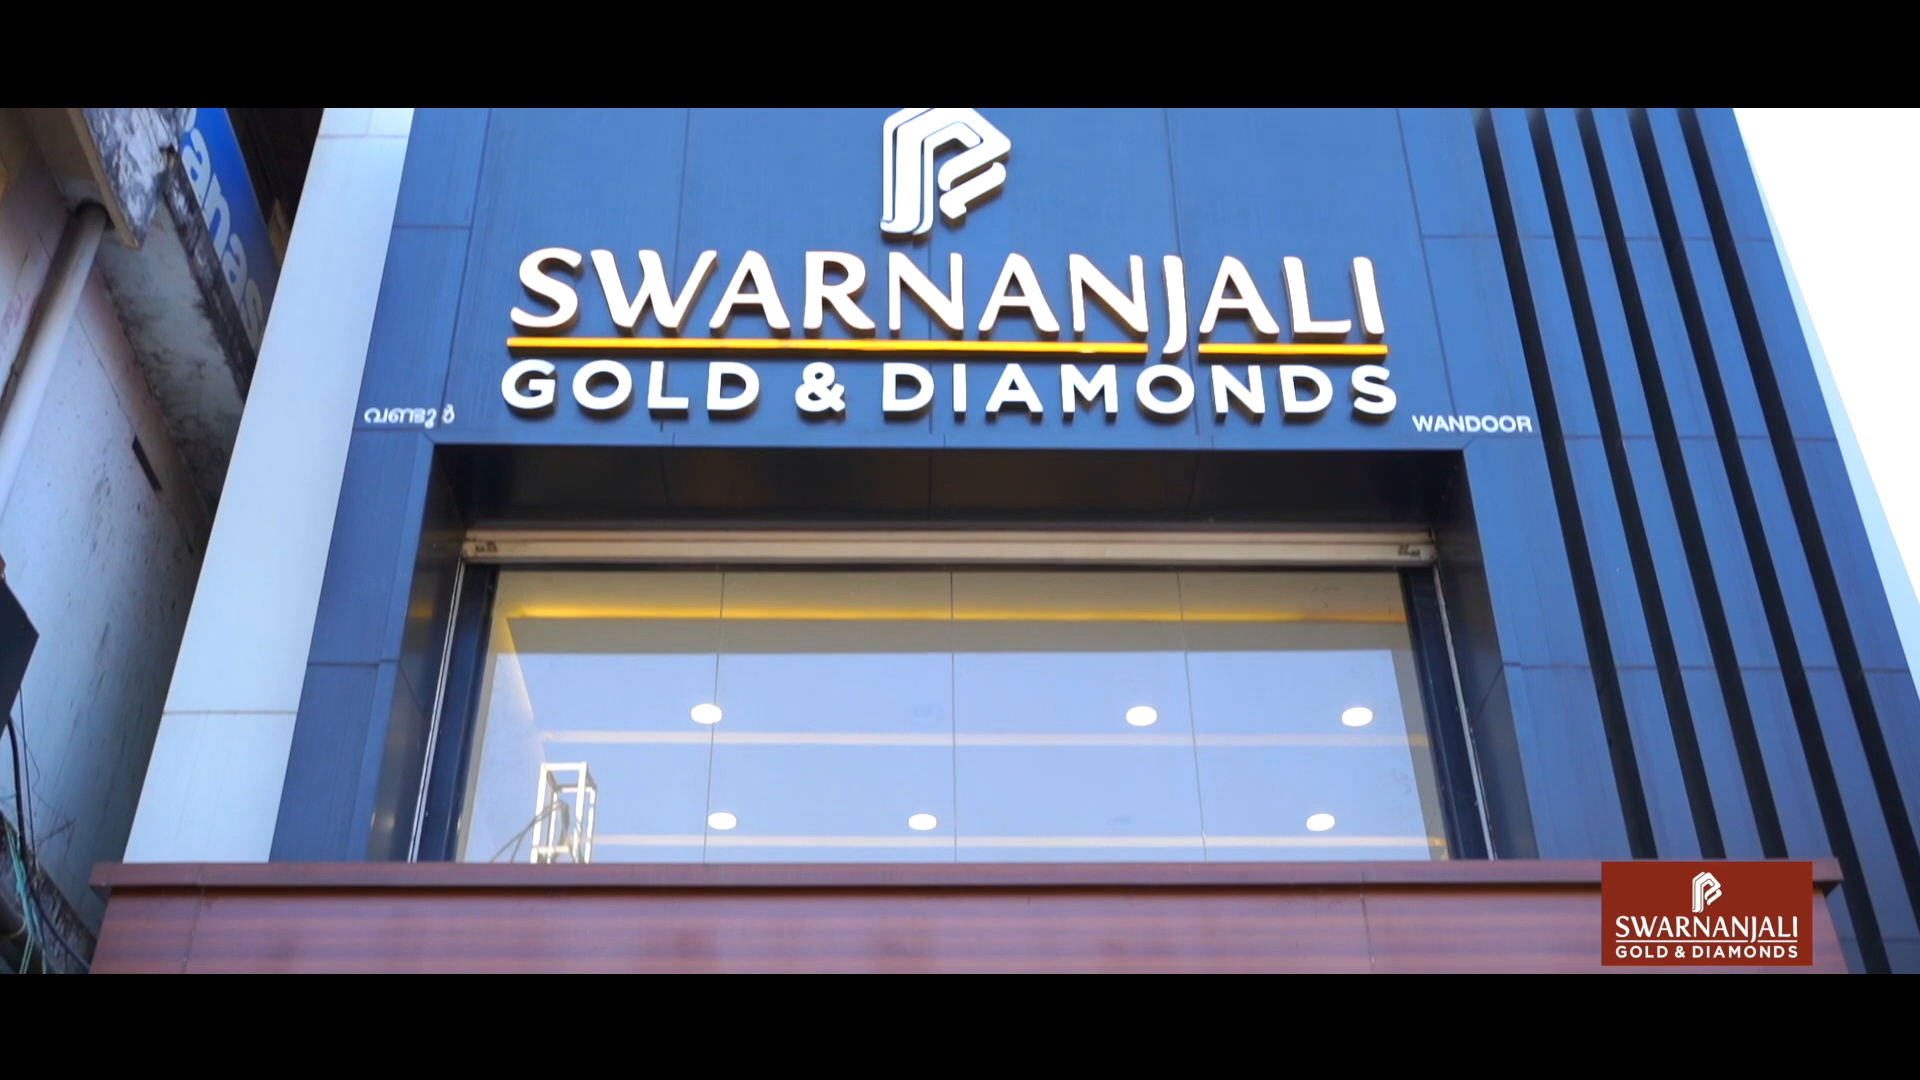 SWARNANJALI
GOLD & DIAMONDS
വണ്ടൂർ
WANDOOR
SWARNANJALI
GOLD & DIAMONDS